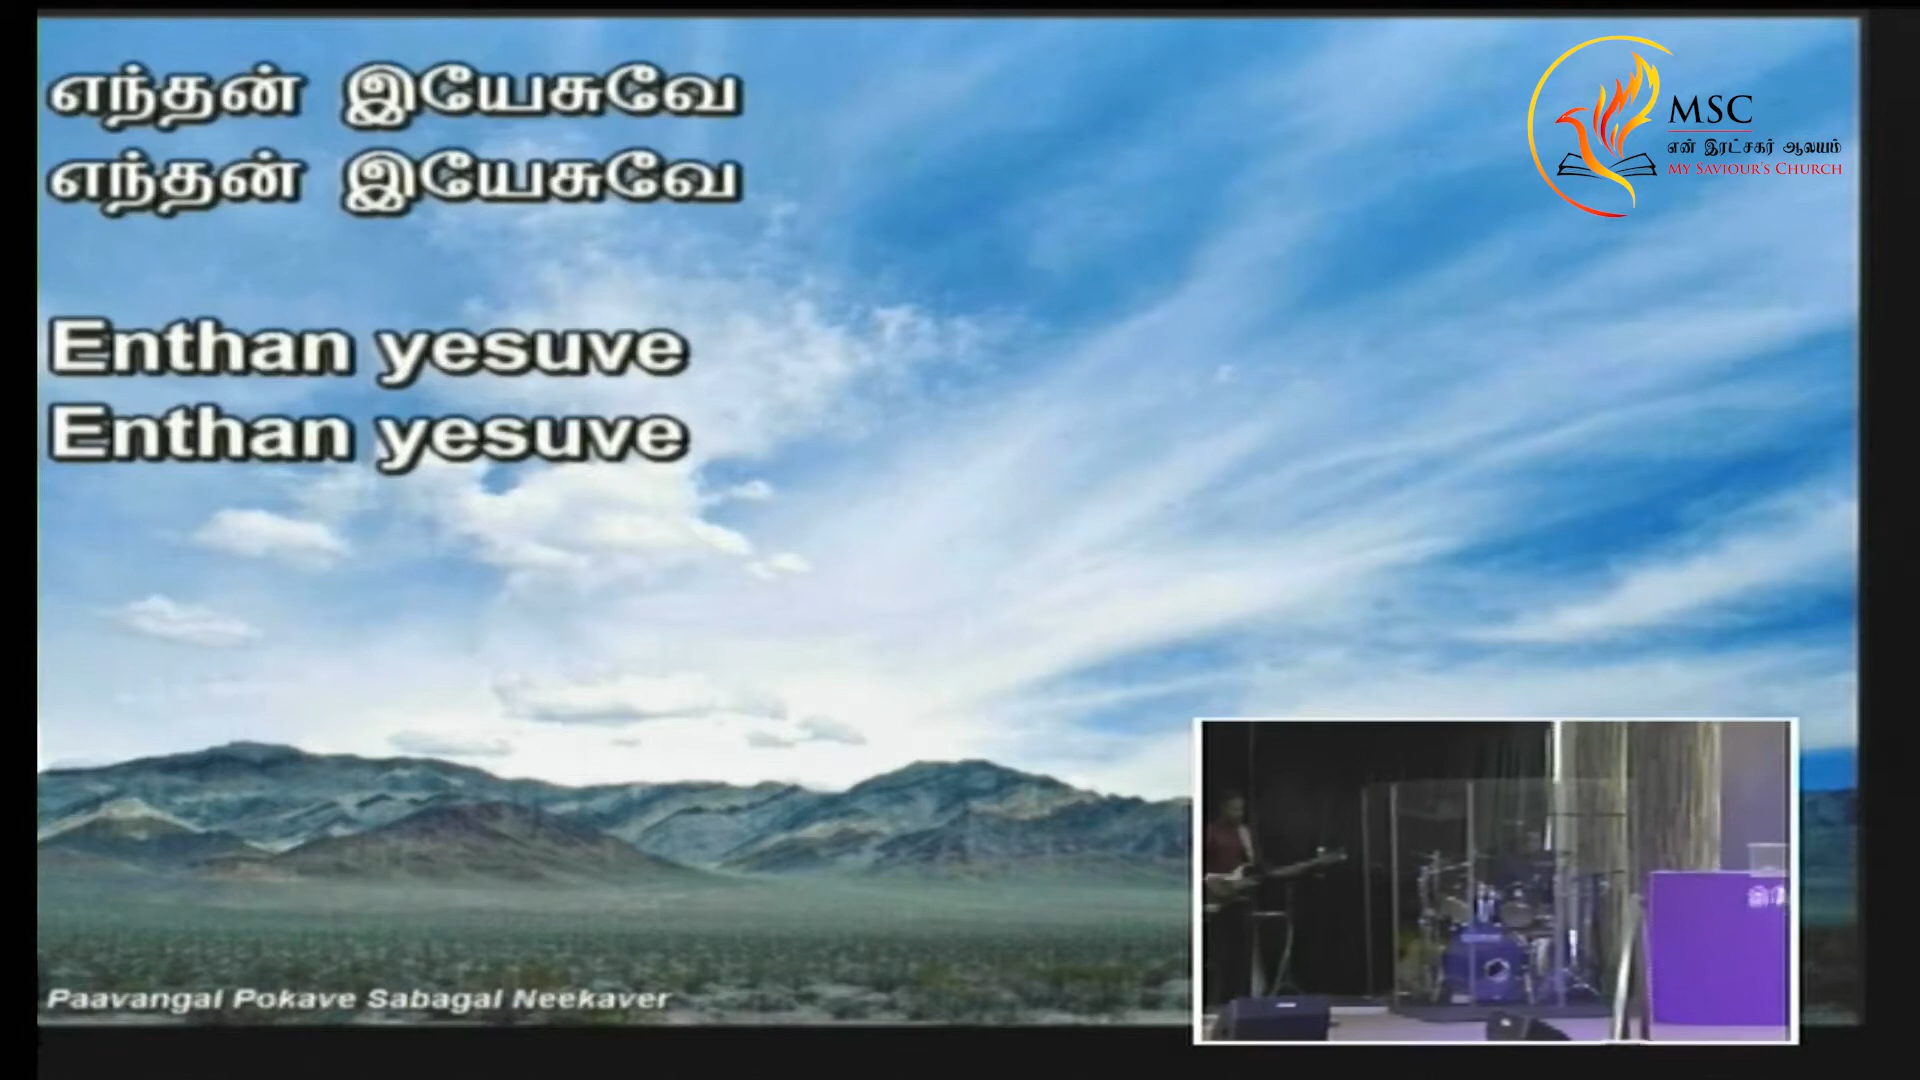 எந்தன் இயேசுவே
எந்தன் இயேசுவே
Enthan yesuve
Enthan yesuve
Paavangal Pokave Sabagal Neekaver
MSC
என் இரட்சகர் ஆலயம்
MY SAVIOUR'S CHURCH